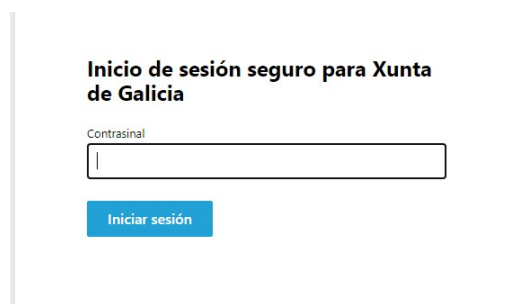 Inicio de sesión seguro para Xunta
de Galicia
Contrasinal
Iniciar sesión